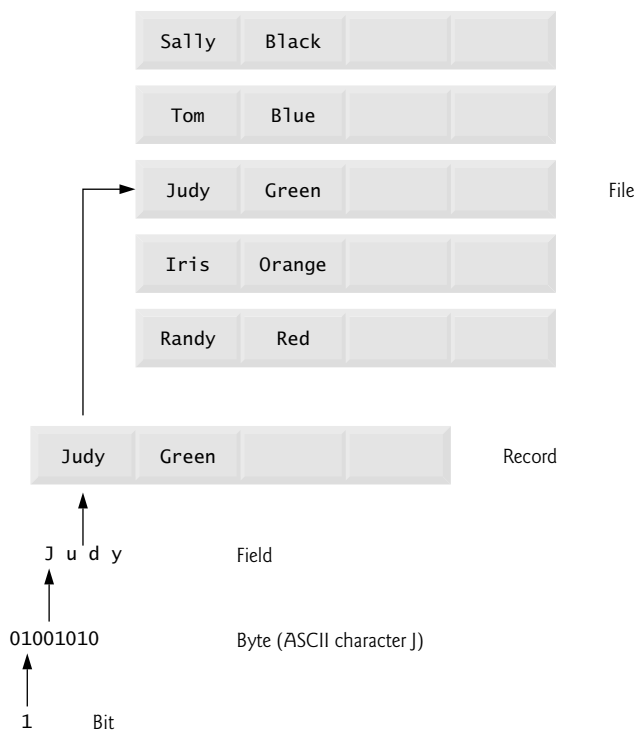 Sally Black
Tom Blue
Judy Green File
Iris Orange
Randy Red
Judy Green Record
J u d y Field
01001010 Byte (ASCII character J)
1 Bit